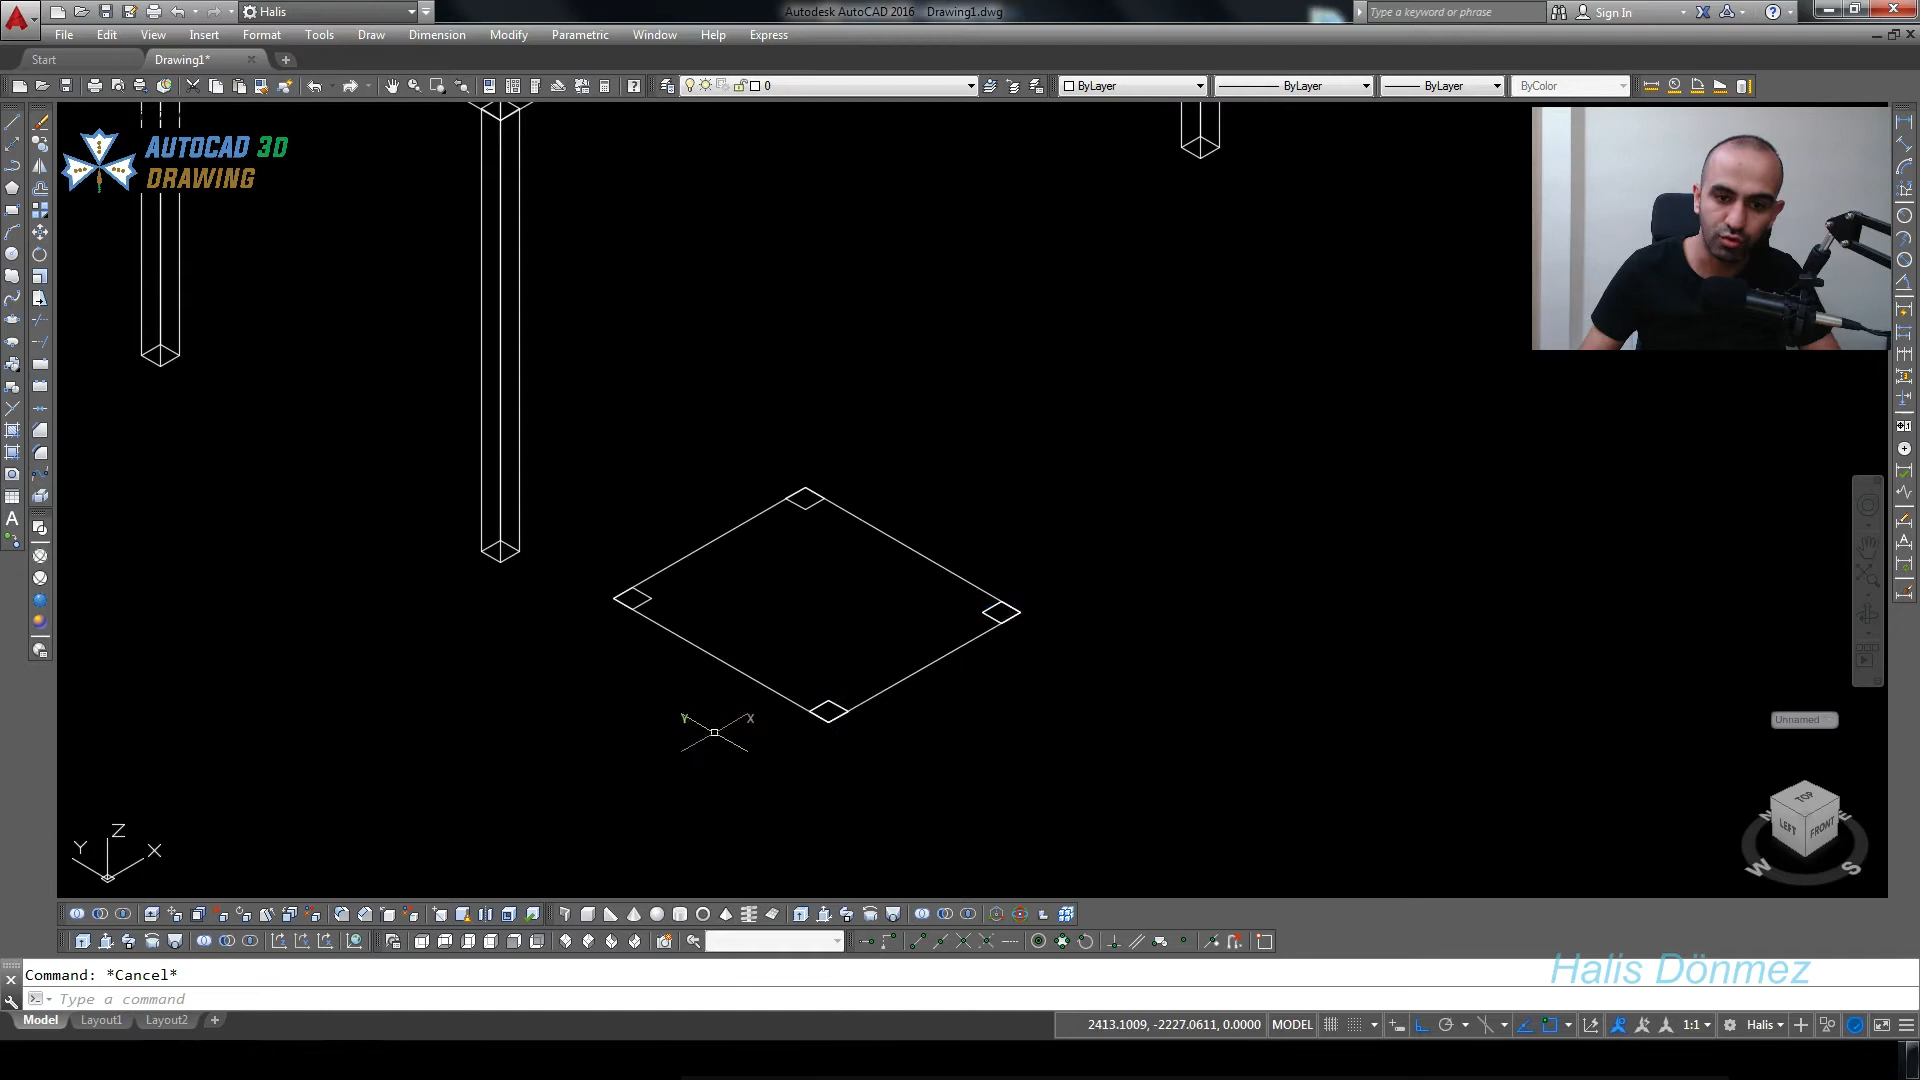 Halis
Autodesk AutoCAD 2016 Drawing1.dwg
Type a keyword or phrase
Sign In
File Edit View Insert Format Tools Draw Dimension Modify Parametric Window Help Express
Start
Drawing1*
0
ByLayer
ByLayer
ByLayer
ByColor
AUTOCAD 3D
DRAWING
Y
X
Unnamed
TOP
LEFT
FRONT
N
E
W
S
Z
Y
X
Command: *Cancel*
Type a command
Halis Dönmez
Model
Layout1
Layout2
2413.1009, -2227.0611, 0.0000
MODEL
1:1
Halis